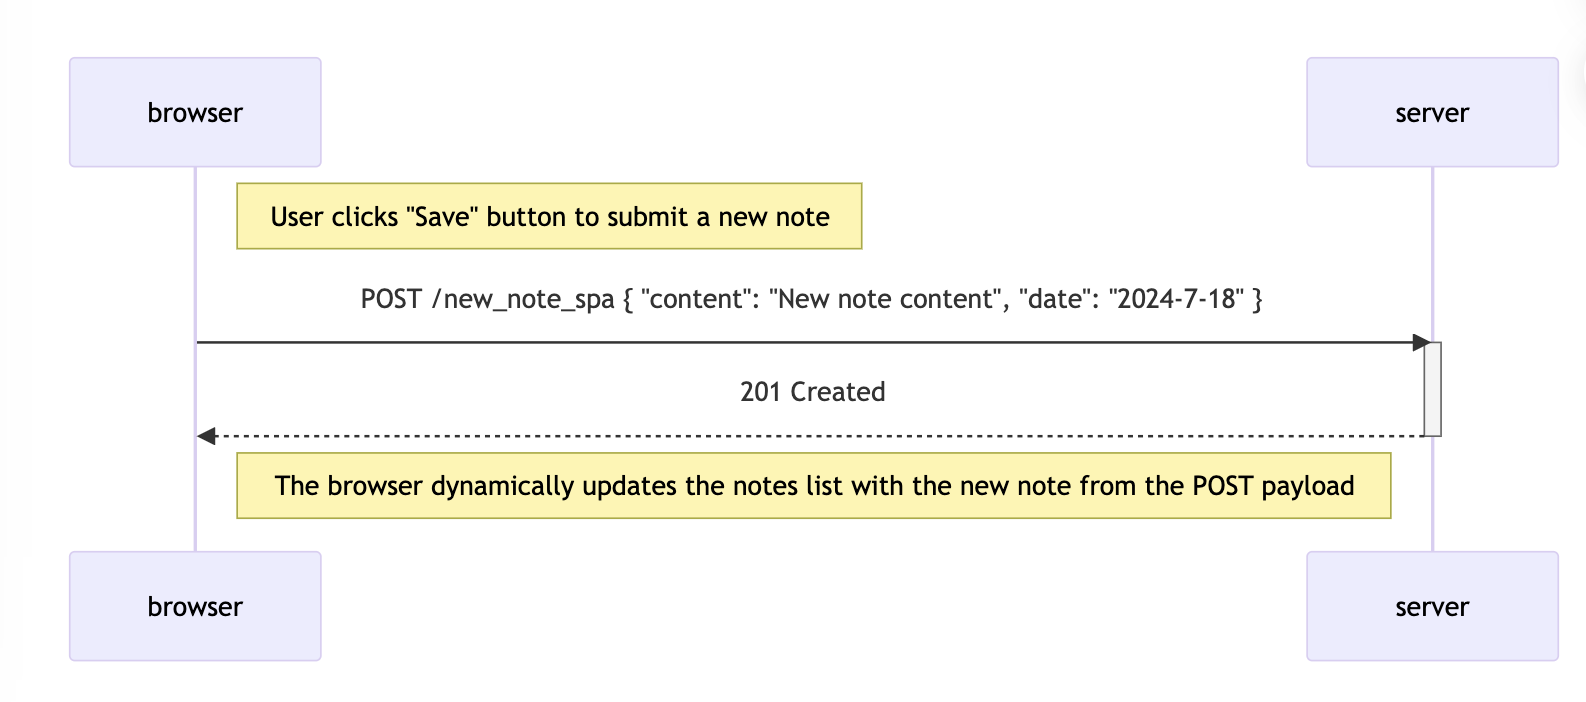 browser
server
User clicks "Save" button to submit a new note
POST /new_note_spa { "content": "New note content", "date": "2024-7-18" }
201 Created
The browser dynamically updates the notes list with the new note from the POST payload
browser
server